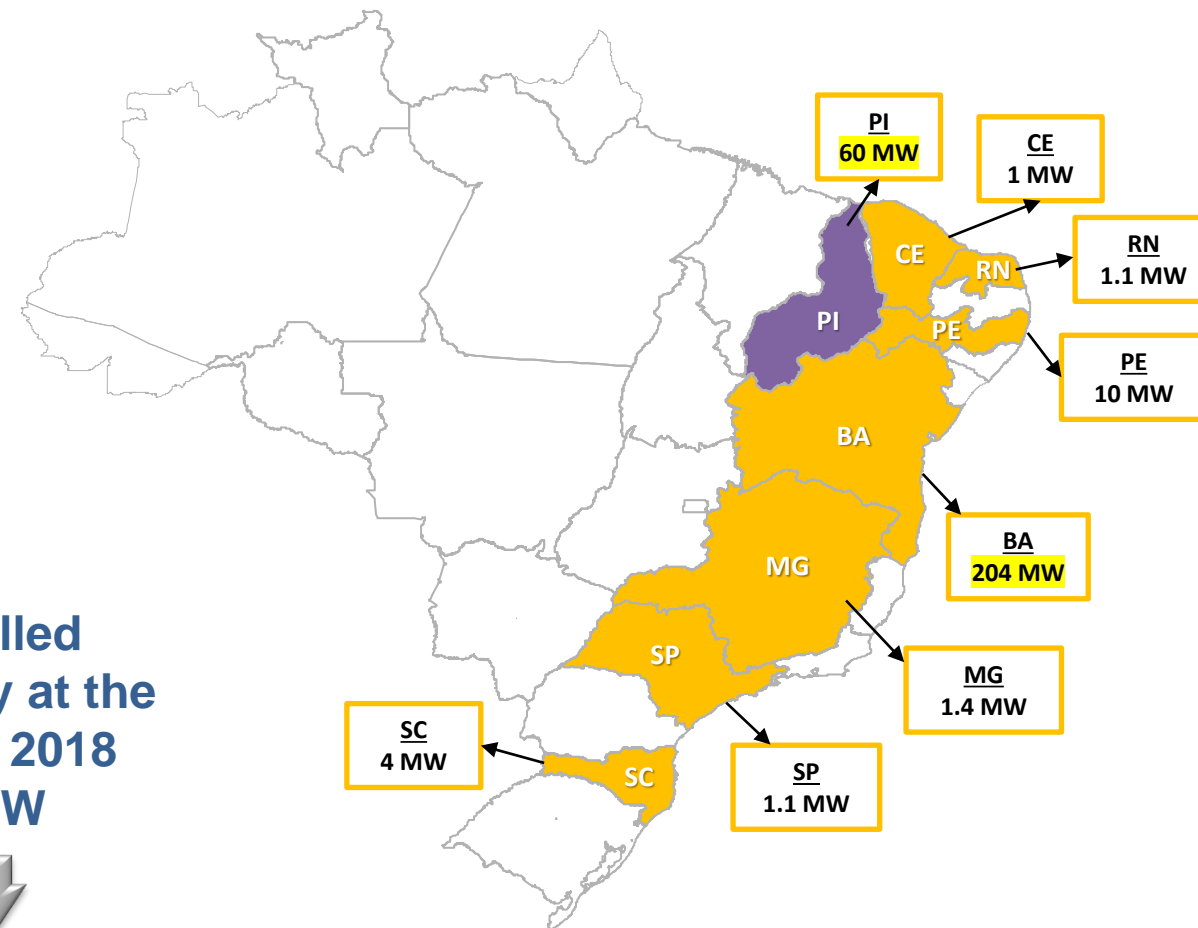 PI
60 MW
CE
1 MW
RN
1.1 MW
CE
RN
PI
PE
PE
10 MW
BA
BA
204 MW
MG
MG
1.4 MW
SP
SP
1.1 MW
SC
4 MW
SC
lled
y at the
2018
W